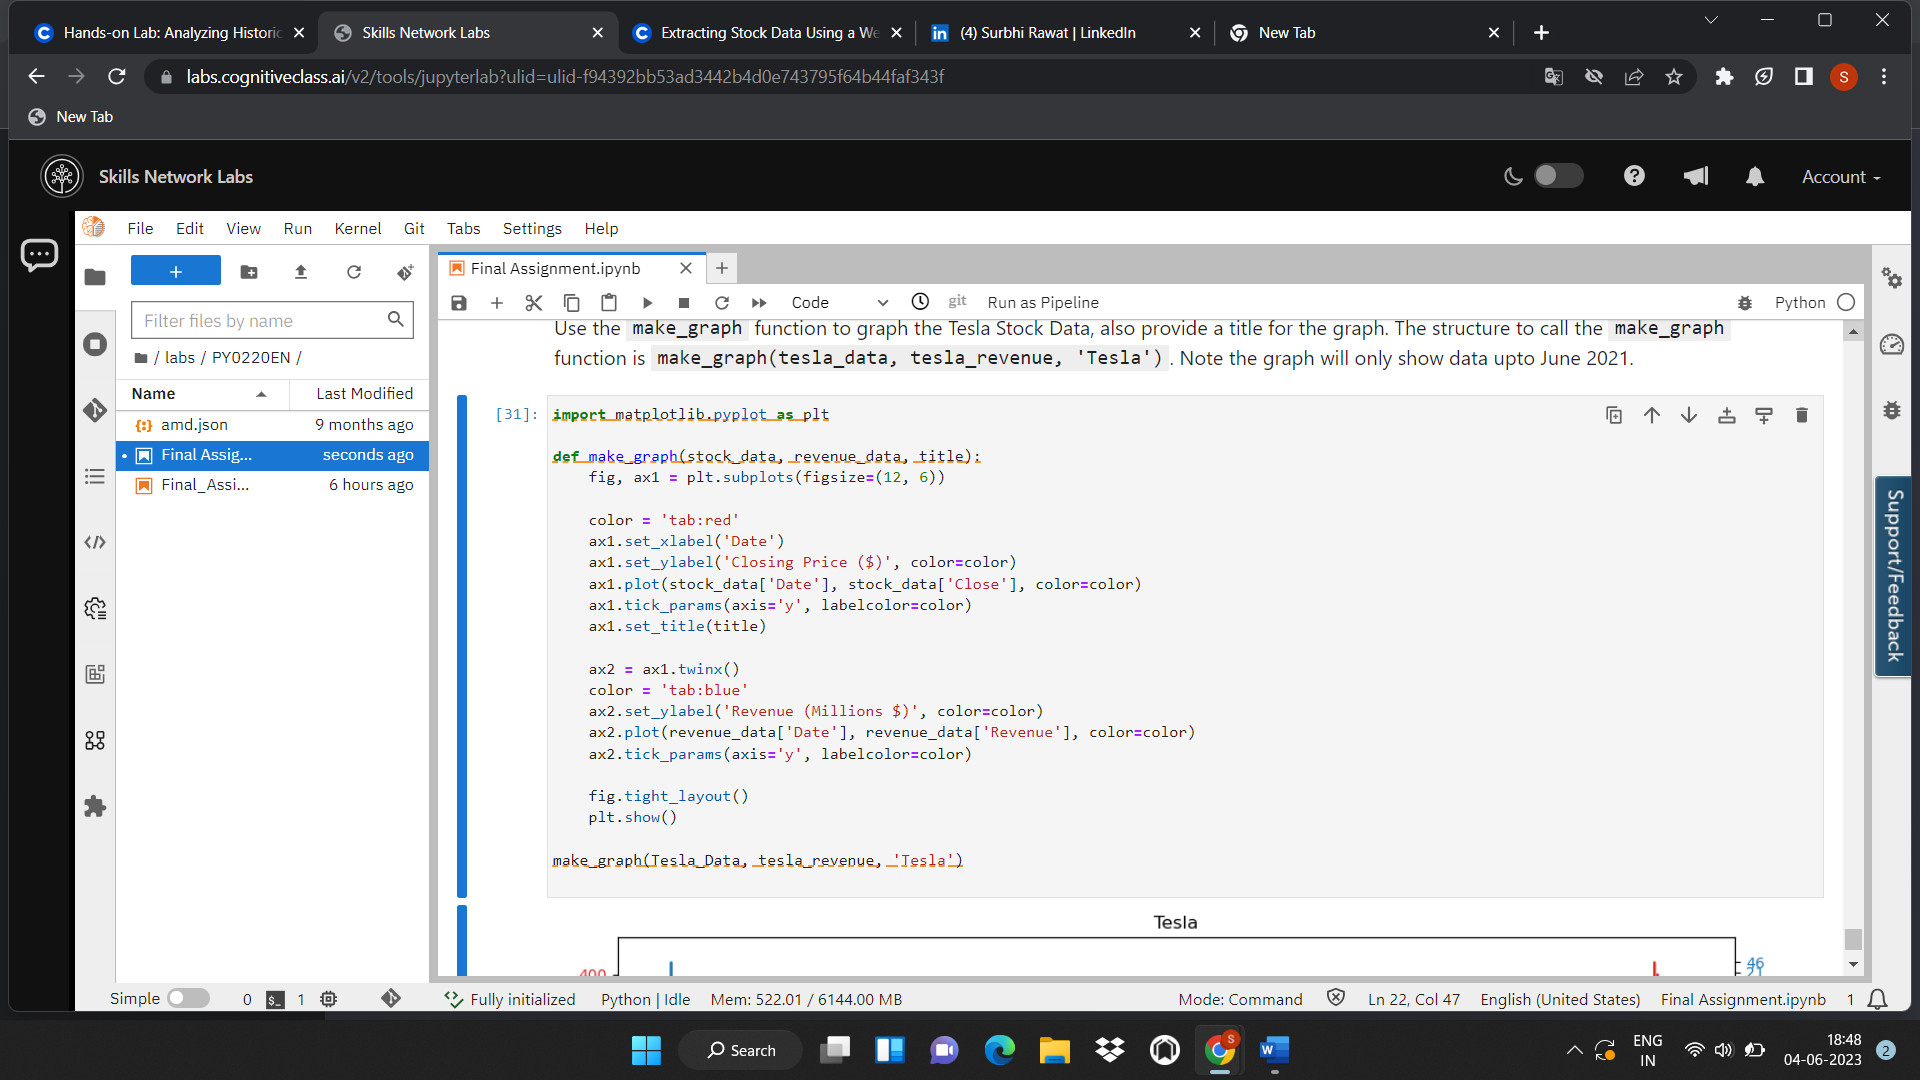 Hands-on Lab: Analyzing Historic
Skills Network Labs
Extracting Stock Data Using a We
(4) Surbhi Rawat | LinkedIn
New Tab
labs.cognitiveclass.ai/v2/tools/jupyterlab?ulid=ulid-f94392bb53ad3442b4d0e743795f64b44faf343f
S
New Tab
Skills Network Labs
Account
File Edit View Run Kernel Git Tabs Settings Help
Final Assignment.ipynb
Code
git
Run as Pipeline
Python
Filter files by name
/ labs / PY0220EN /
Name Last Modified
amd.json 9 months ago
Final Assig... seconds ago
Final_Assi... 6 hours ago
Use the make_graph function to graph the Tesla Stock Data, also provide a title for the graph. The structure to call the make_graph
function is make_graph(tesla_data, tesla_revenue, 'Tesla'). Note the graph will only show data upto June 2021.
[31]: import matplotlib.pyplot as plt
def make_graph(stock_data, revenue_data, title):
fig, ax1 = plt.subplots(figsize=(12, 6))
color = 'tab:red'
ax1.set_xlabel('Date')
ax1.set_ylabel('Closing Price ($)', color=color)
ax1.plot(stock_data['Date'], stock_data['Close'], color=color)
ax1.tick_params(axis='y', labelcolor=color)
ax1.set_title(title)
ax2 = ax1.twinx()
color = 'tab:blue'
ax2.set_ylabel('Revenue (Millions $)', color=color)
ax2.plot(revenue_data['Date'], revenue_data['Revenue'], color=color)
ax2.tick_params(axis='y', labelcolor=color)
fig.tight_layout()
plt.show()
make_graph(Tesla_Data, tesla_revenue, 'Tesla')
Tesla
400
46
Support/Feedback
Simple 0 1 Fully initialized Python | Idle Mem: 522.01 / 6144.00 MB Mode: Command Ln 22, Col 47 English (United States) Final Assignment.ipynb 1
Search
ENG
IN
18:48
04-06-2023
2